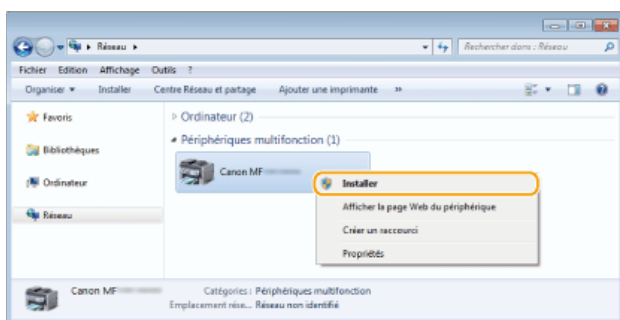 Réseau
Rechercher dans : Réseau
Fichier Edition Affichage Outils ?
Organiser Installer Centre Réseau et partage Ajouter une imprimante »
Favoris
Bibliothèques
Ordinateur
Réseau
Ordinateur (2)
Périphériques multifonction (1)
Canon MF
Installer
Afficher la page Web du périphérique
Créer un raccourci
Propriétés
Canon MF Catégories : Périphériques multifonction
Emplacement rése... Réseau non identifié